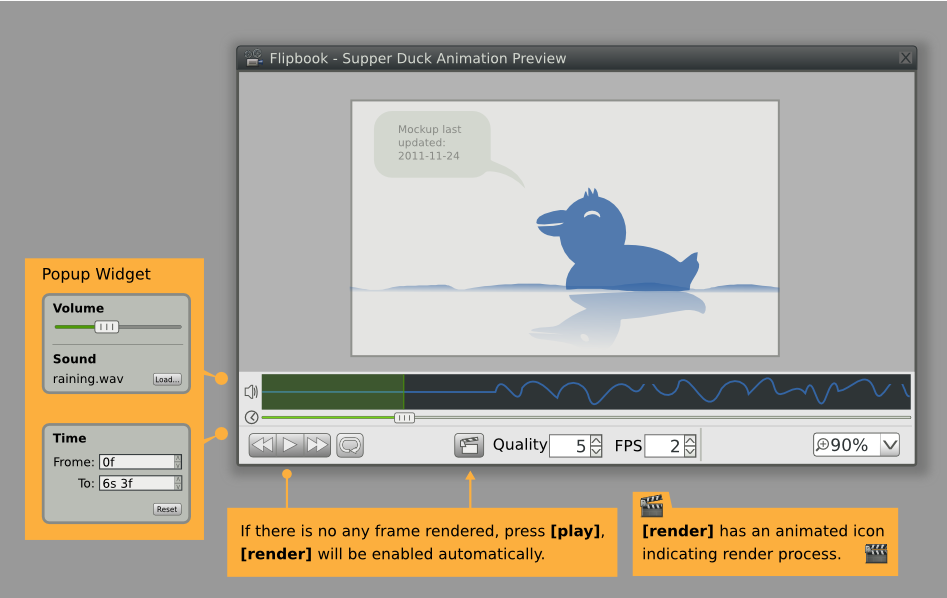 Flipbook - Supper Duck Animation Preview
Mockup last
updated:
2011-11-24
Popup Widget
Volume
Sound
raining.wav
Load...
Time
Frome: 0f
To: 6s 3f
Reset
Quality 5 FPS 2 90%
If there is no any frame rendered, press [play],
[render] will be enabled automatically.
[render] has an animated icon
indicating render process.